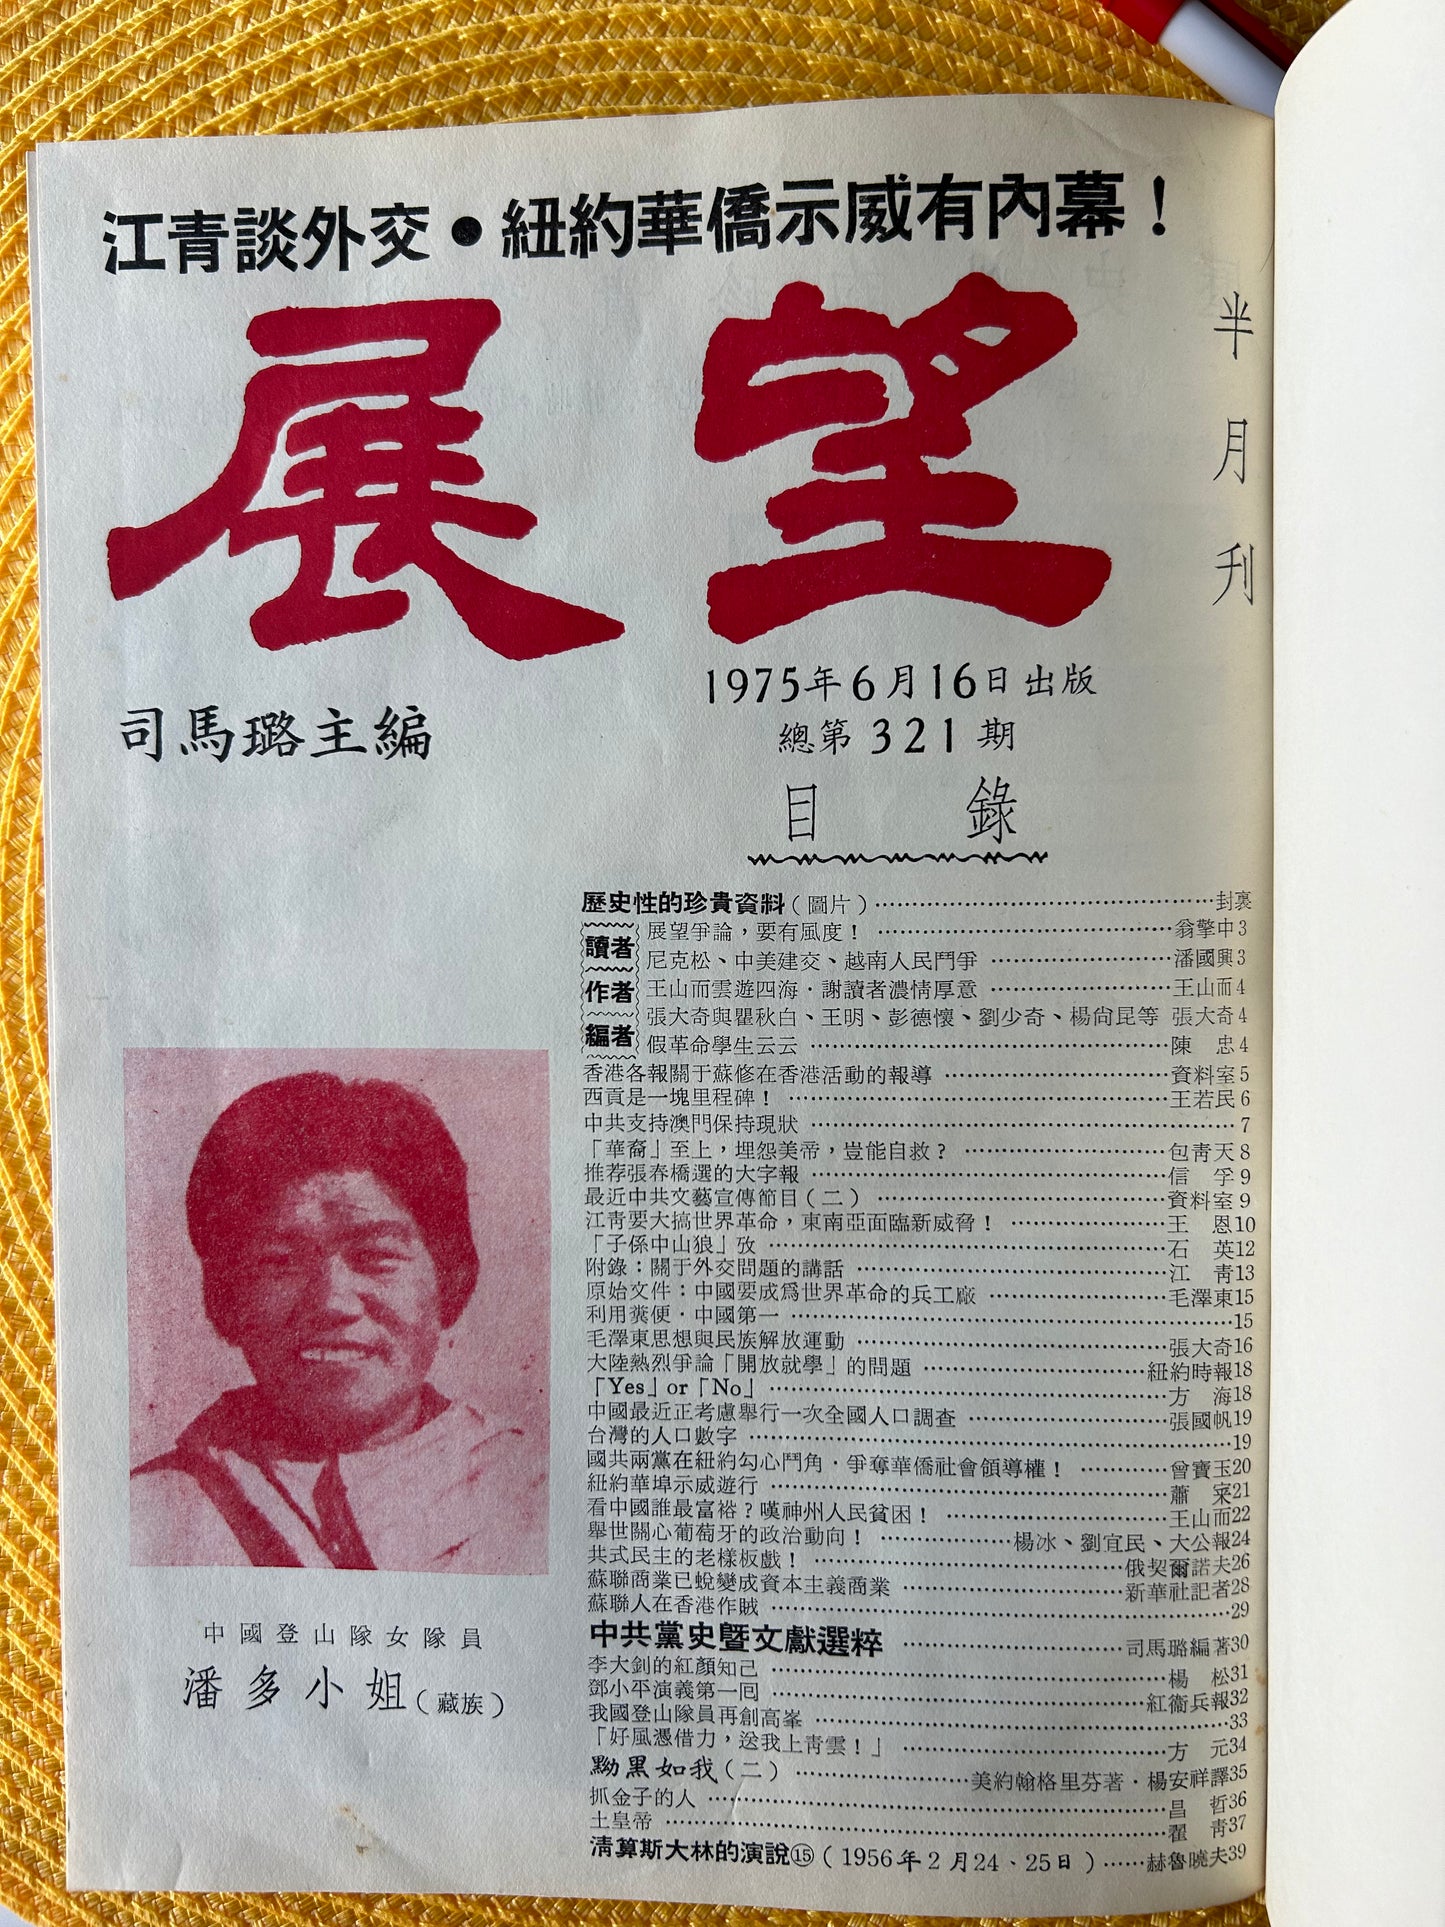 江青談外交●紐約華僑示威有內幕！
展望
半月刊
1975年6月16日出版
總第 321 期
司馬璐主編
目 錄
歷史性的珍貴資料（圖片）……封裏
讀者
作者
編者
展望爭論，要有風度！……翁擎中3
尼克松、中美建交、越南人民鬥爭……潘國興3
王山而雲遊四海．謝讀者濃情厚意……王山而4
張大奇與瞿秋白、王明、彭德懷、劉少奇、楊尙昆等 張大奇4
假革命學生云云……陳 忠4
香港各報關于蘇修在香港活動的報導……資料室5
西貢是一塊里程碑！……王若民6
中共支持澳門保持現狀……7
「華裔」至上，埋怨美帝，豈能自救？……包靑天8
推荐張春橋選的大字報……信 孚9
最近中共文藝宣傳節目（二）……資料室9
江靑要大搞世界革命，東南亞面臨新威脅！……王 恩10
「子係中山狼」攷……石 英12
附錄：關于外交問題的講話……江 靑13
原始文件：中國要成爲世界革命的兵工廠……毛澤東15
利用糞便．中國第一……15
毛澤東思想與民族解放運動……張大奇16
大陸熱烈爭論「開放就學」的問題……紐約時報18
「Yes」or「No」……方 海18
中國最近正考慮舉行一次全國人口調查……張國帆19
台灣的人口數字……19
國共兩黨在紐約勾心鬥角．爭奪華僑社會領導權！……曾寶玉20
紐約華埠示威遊行……蕭 寀21
看中國誰最富裕？嘆神州人民貧困！……王山而22
舉世關心葡萄牙的政治動向！……楊冰、劉宜民、大公報24
共式民主的老樣板戲！……俄契爾諾夫26
蘇聯商業已蛻變成資本主義商業……新華社記者28
蘇聯人在香港作賊……29
中共黨史暨文獻選粹……司馬璐編著30
李大釗的紅顏知己……楊 松31
鄧小平演義第一回……紅衞兵報32
我國登山隊員再創高峯……33
「好風憑借力，送我上靑雲！」……方 元34
黝黑如我（二）……美約翰格里芬著．楊安祥譯35
抓金子的人……昌 哲36
土皇帝……翟 靑37
淸算斯大林的演說⑮（1956年2月24、25日）……赫魯曉夫39
中國登山隊女隊員
潘多小姐（藏族）